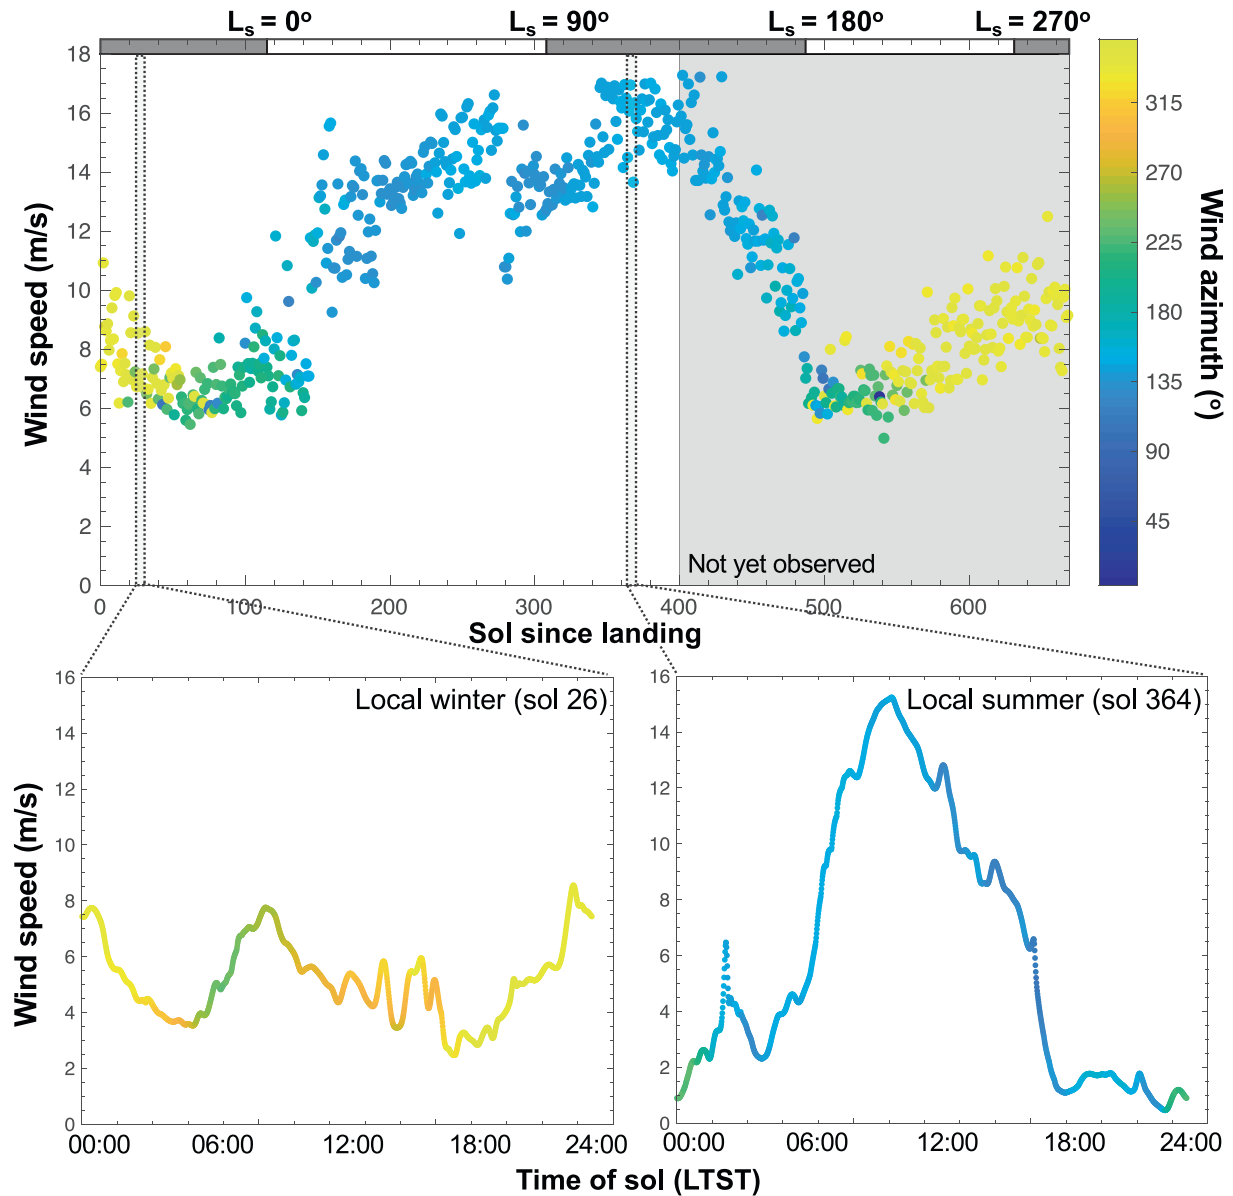 Ls = 0º Ls = 90º Ls = 180º Ls = 270º
18
16
14
12
10
8
6
4
2
0
Wind speed (m/s)
Not yet observed
0 100 200 300 400 500 600
Sol since landing
315
270
225
180
135
90
45
Wind azimuth (º)
Local winter (sol 26)
16
14
12
10
8
6
4
2
0
Wind speed (m/s)
00:00 06:00 12:00 18:00 24:00
Local summer (sol 364)
16
14
12
10
8
6
4
2
0
00:00 06:00 12:00 18:00 24:00
Time of sol (LTST)